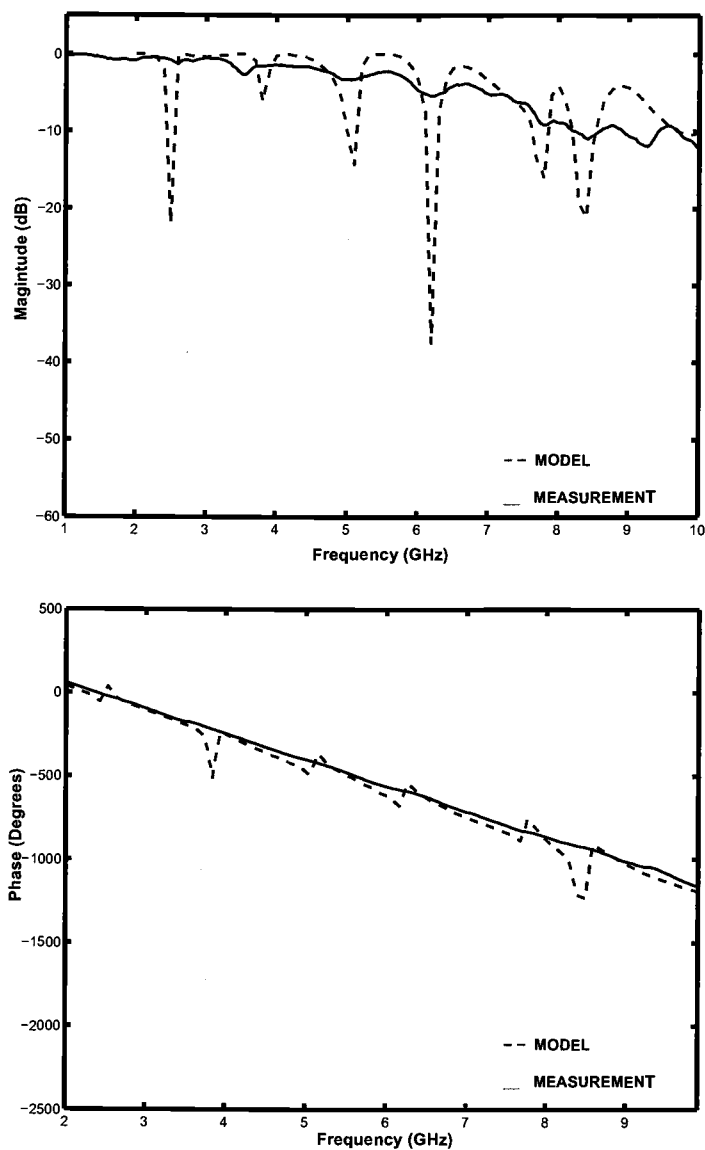 0
−10
−20
−30
−40
−50
−60
Magintude (dB)
MODEL
MEASUREMENT
1 2 3 4 5 6 7 8 9 10
Frequency (GHz)
500
0
−500
−1000
−1500
−2000
−2500
Phase (Degrees)
MODEL
MEASUREMENT
2 3 4 5 6 7 8 9
Frequency (GHz)